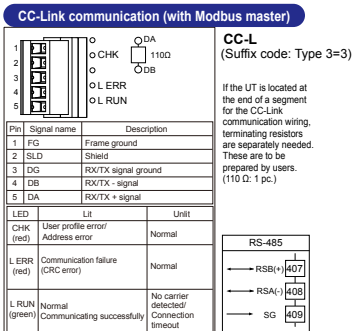 CC-Link communication (with Modbus master)
CC-L
(Suffix code: Type 3=3)
1
2
3
4
5
CHK
L ERR
L RUN
DA
110Ω
DB
If the UT is located at
the end of a segment
for the CC-Link
communication wiring,
terminating resistors
are separately needed.
These are to be
prepared by users.
(110 Ω: 1 pc.)
Pin Signal name Description
1 FG Frame ground
2 SLD Shield
3 DG RX/TX signal ground
4 DB RX/TX - signal
5 DA RX/TX + signal
LED Lit Unlit
CHK (red) User profile error/ Address error Normal
L ERR (red) Communication failure (CRC error) Normal
L RUN (green) Normal Communicating successfully No carrier detected/ Connection timeout
RS-485
RSB(+) 407
RSA(-) 408
SG 409